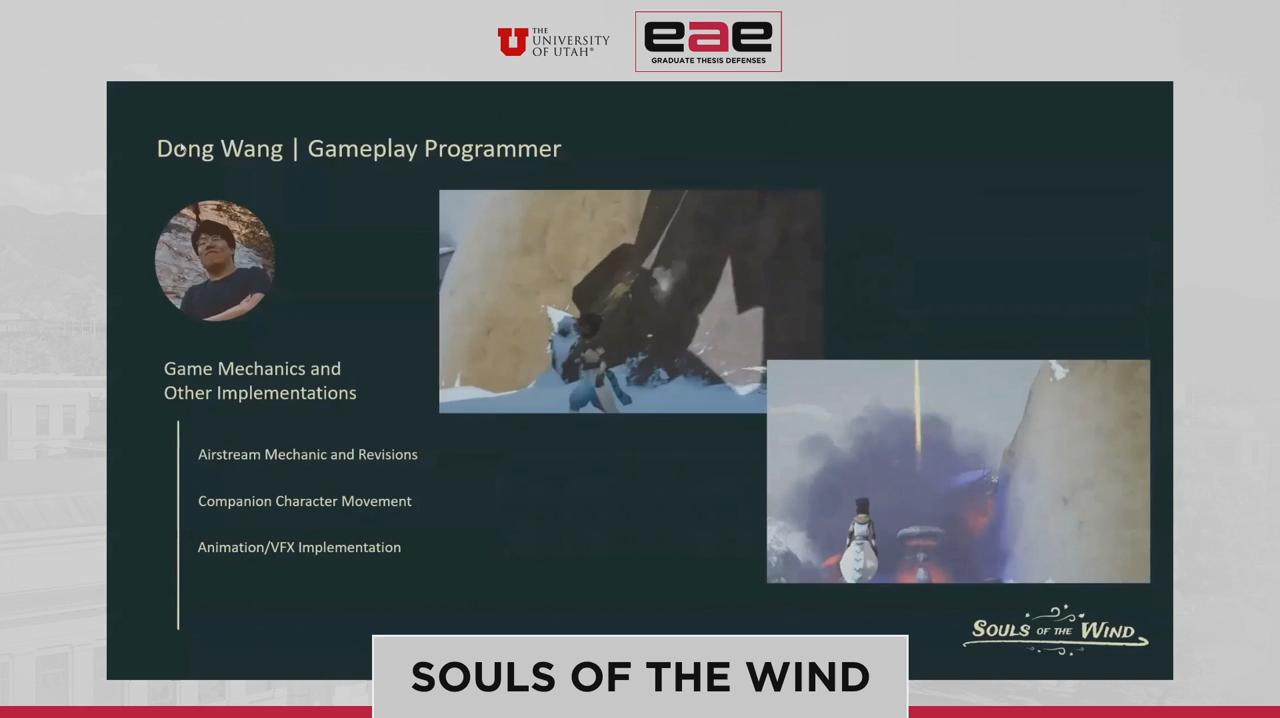 THE
UNIVERSITY
OF UTAH®
eae
GRADUATE THESIS DEFENSES
Dong Wang | Gameplay Programmer
Game Mechanics and
Other Implementations
Airstream Mechanic and Revisions
Companion Character Movement
Animation/VFX Implementation
SOULS OF THE WIND
SOULS OF THE WIND